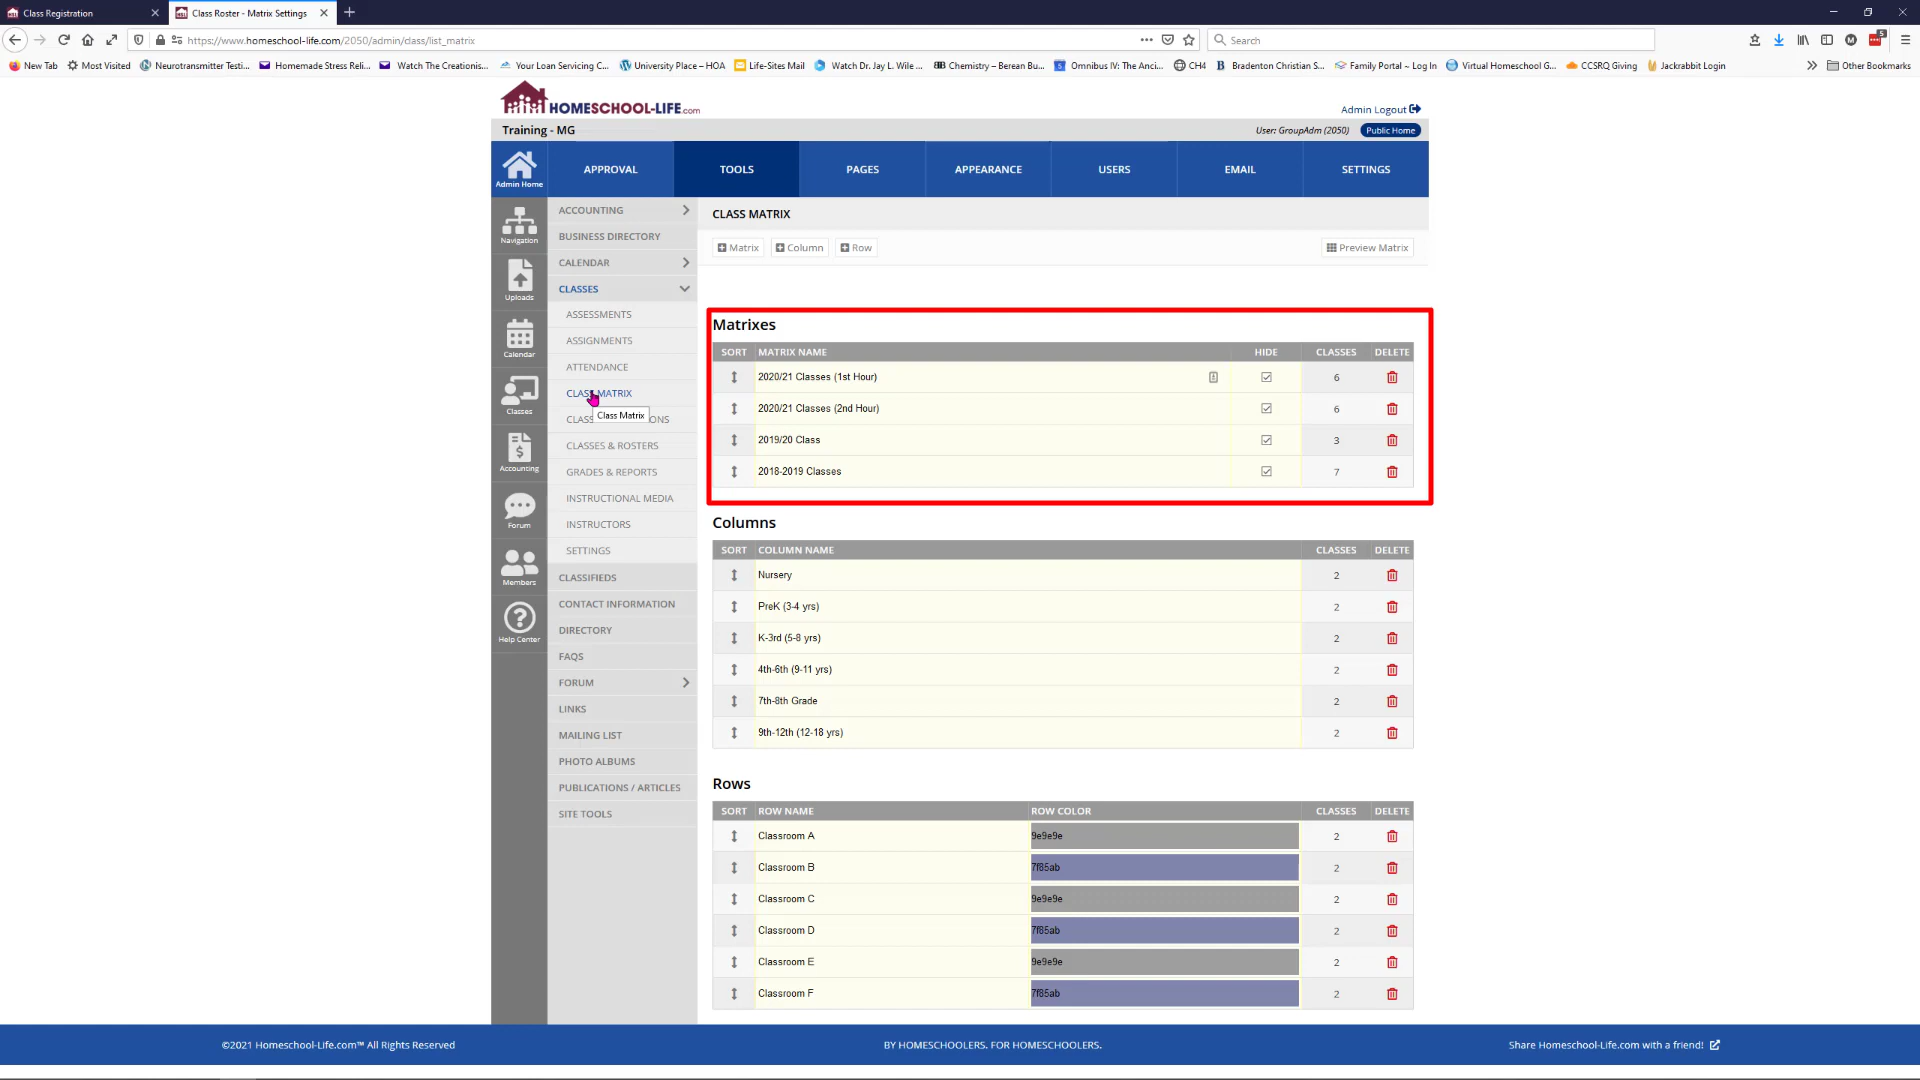 Class Registration
Class Roster - Matrix Settings
https://www.homeschool-life.com/2050/admin/class/list_matrix
Search
5
New Tab
Most Visited
Neurotransmitter Testi...
Homemade Stress Reli...
Watch The Creationis...
Your Loan Servicing C...
University Place – HOA
Life-Sites Mail
Watch Dr. Jay L. Wile ...
Chemistry – Berean Bu...
Omnibus IV: The Anci...
CH4
Bradenton Christian S...
Family Portal ~ Log In
Virtual Homeschool G...
CCSRQ Giving
Jackrabbit Login
Other Bookmarks
HOMESCHOOL-LIFE.com
Admin Logout
Training - MG
User: GroupAdm (2050)
Public Home
Admin Home
APPROVAL
TOOLS
PAGES
APPEARANCE
USERS
EMAIL
SETTINGS
Navigation
Uploads
Calendar
Classes
Accounting
Forum
Members
Help Center
ACCOUNTING
BUSINESS DIRECTORY
CALENDAR
CLASSES
ASSESSMENTS
ASSIGNMENTS
ATTENDANCE
CLASS MATRIX
Class Matrix
CLASS ONS
CLASSES & ROSTERS
GRADES & REPORTS
INSTRUCTIONAL MEDIA
INSTRUCTORS
SETTINGS
CLASSIFIEDS
CONTACT INFORMATION
DIRECTORY
FAQS
FORUM
LINKS
MAILING LIST
PHOTO ALBUMS
PUBLICATIONS / ARTICLES
SITE TOOLS
CLASS MATRIX
Matrix
Column
Row
Preview Matrix
Matrixes
SORT MATRIX NAME HIDE CLASSES DELETE
2020/21 Classes (1st Hour) 6
2020/21 Classes (2nd Hour) 6
2019/20 Class 3
2018-2019 Classes 7
Columns
SORT COLUMN NAME CLASSES DELETE
Nursery 2
PreK (3-4 yrs) 2
K-3rd (5-8 yrs) 2
4th-6th (9-11 yrs) 2
7th-8th Grade 2
9th-12th (12-18 yrs) 2
Rows
SORT ROW NAME ROW COLOR CLASSES DELETE
Classroom A 9e9e9e 2
Classroom B 7f85ab 2
Classroom C 9e9e9e 2
Classroom D 7f85ab 2
Classroom E 9e9e9e 2
Classroom F 7f85ab 2
©2021 Homeschool-Life.com™ All Rights Reserved
BY HOMESCHOOLERS. FOR HOMESCHOOLERS.
Share Homeschool-Life.com with a friend!